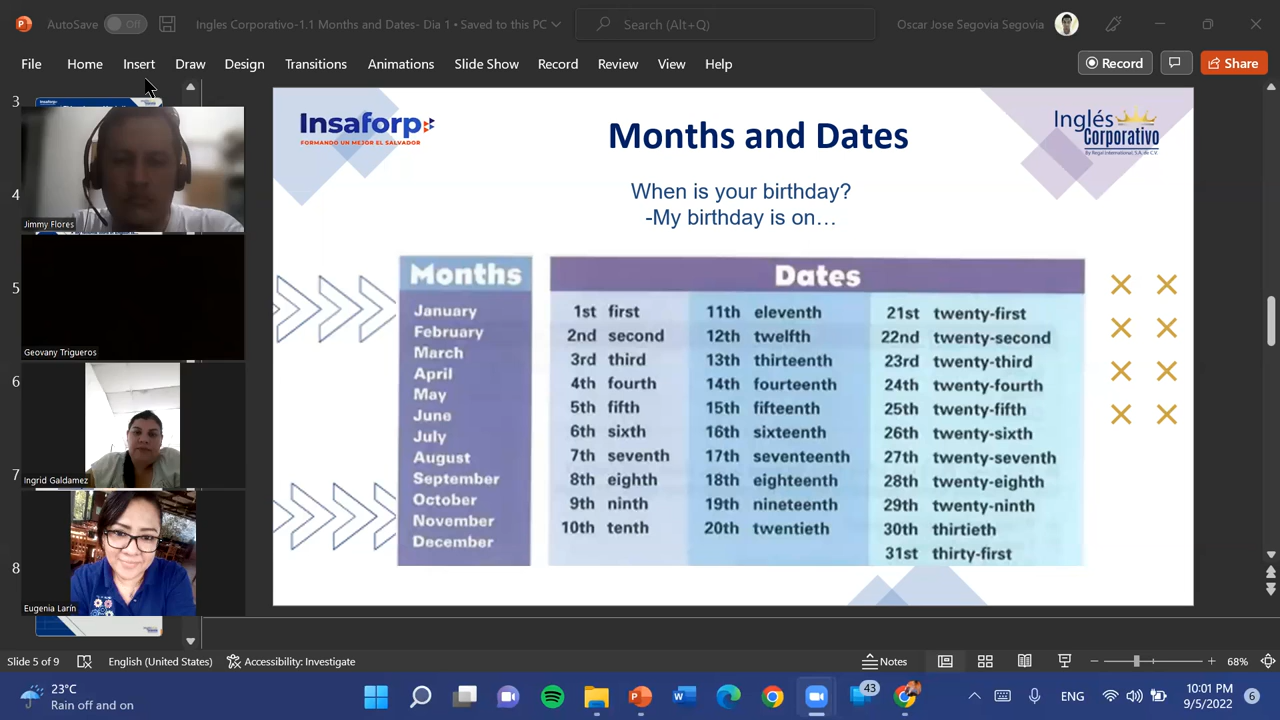 AutoSave Off Ingles Corporativo-1.1 Months and Dates- Dia 1 • Saved to this PC Search (Alt+Q) Oscar Jose Segovia Segovia
File Home Insert Draw Design Transitions Animations Slide Show Record Review View Help Record Share
3
4
5
6
7
8
Jimmy Flores
Geovany Trigueros
Ingrid Galdamez
Eugenia Larín
Insaforp
FORMANDO UN MEJOR EL SALVADOR
Inglés
Corporativo
By Regal International, S.A. de C.V.
Months and Dates
When is your birthday?
-My birthday is on…
Months
January
February
March
April
May
June
July
August
September
October
November
December
Dates
1st first
2nd second
3rd third
4th fourth
5th fifth
6th sixth
7th seventh
8th eighth
9th ninth
10th tenth
11th eleventh
12th twelfth
13th thirteenth
14th fourteenth
15th fifteenth
16th sixteenth
17th seventeenth
18th eighteenth
19th nineteenth
20th twentieth
21st twenty-first
22nd twenty-second
23rd twenty-third
24th twenty-fourth
25th twenty-fifth
26th twenty-sixth
27th twenty-seventh
28th twenty-eighth
29th twenty-ninth
30th thirtieth
31st thirty-first
Slide 5 of 9 English (United States) Accessibility: Investigate Notes 68%
23°C
Rain off and on
43
ENG
10:01 PM
9/5/2022
6